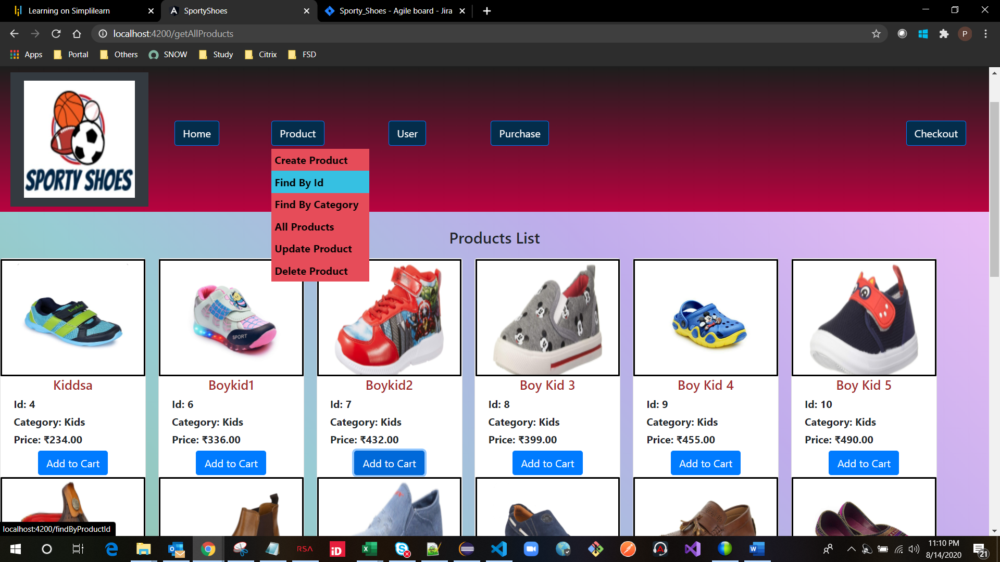 Learning on Simplilearn
SportyShoes
Sporty_Shoes - Agile board - Jira
localhost:4200/getAllProducts
P
Apps
Portal
Others
SNOW
Study
Citrix
FSD
SPORTY SHOES
Home
Product
User
Purchase
Checkout
Create Product
Find By Id
Find By Category
All Products
Update Product
Delete Product
Products List
SPORT
Kiddsa
Boykid1
Boykid2
Boy Kid 3
Boy Kid 4
Boy Kid 5
Id: 4
Id: 6
Id: 7
Id: 8
Id: 9
Id: 10
Category: Kids
Category: Kids
Category: Kids
Category: Kids
Category: Kids
Category: Kids
Price: ₹234.00
Price: ₹336.00
Price: ₹432.00
Price: ₹399.00
Price: ₹455.00
Price: ₹490.00
Add to Cart
Add to Cart
Add to Cart
Add to Cart
Add to Cart
Add to Cart
localhost:4200/findByProductId
RSA
iD
11:10 PM
8/14/2020
21